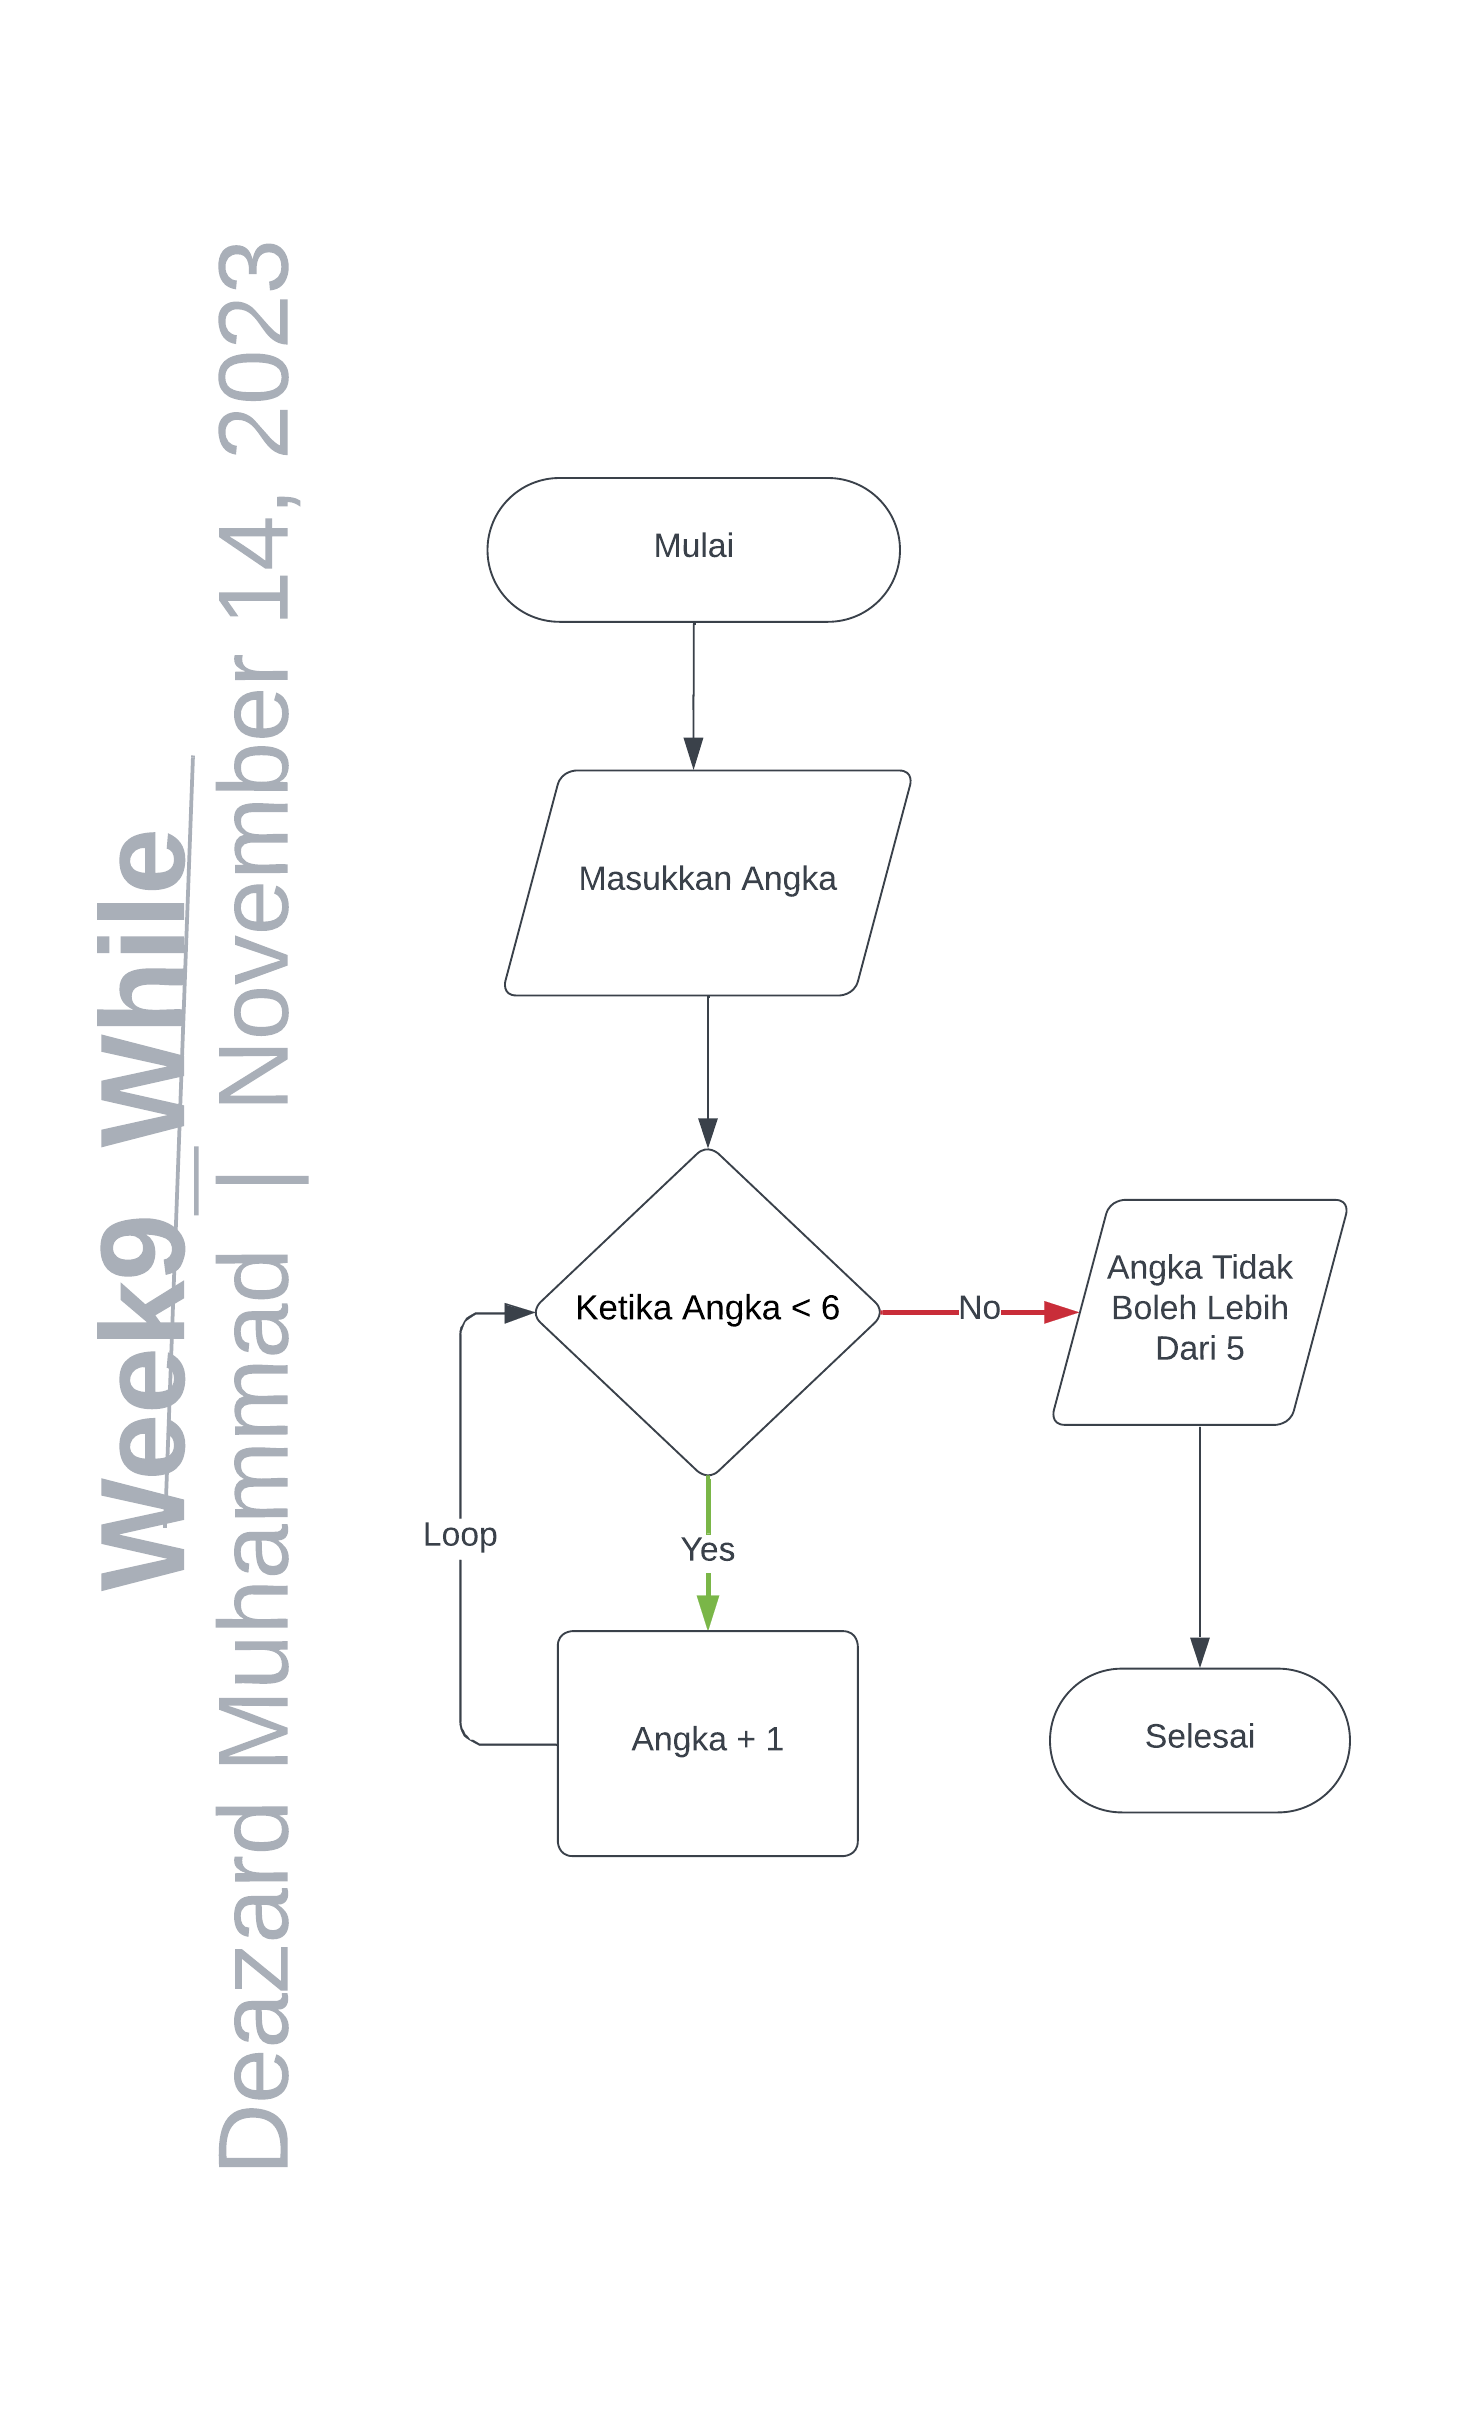 Week9_While
Deazard Muhammad | November 14, 2023
Mulai
Masukkan Angka
Ketika Angka < 6
No
Angka Tidak
Boleh Lebih
Dari 5
Loop
Yes
Angka + 1
Selesai